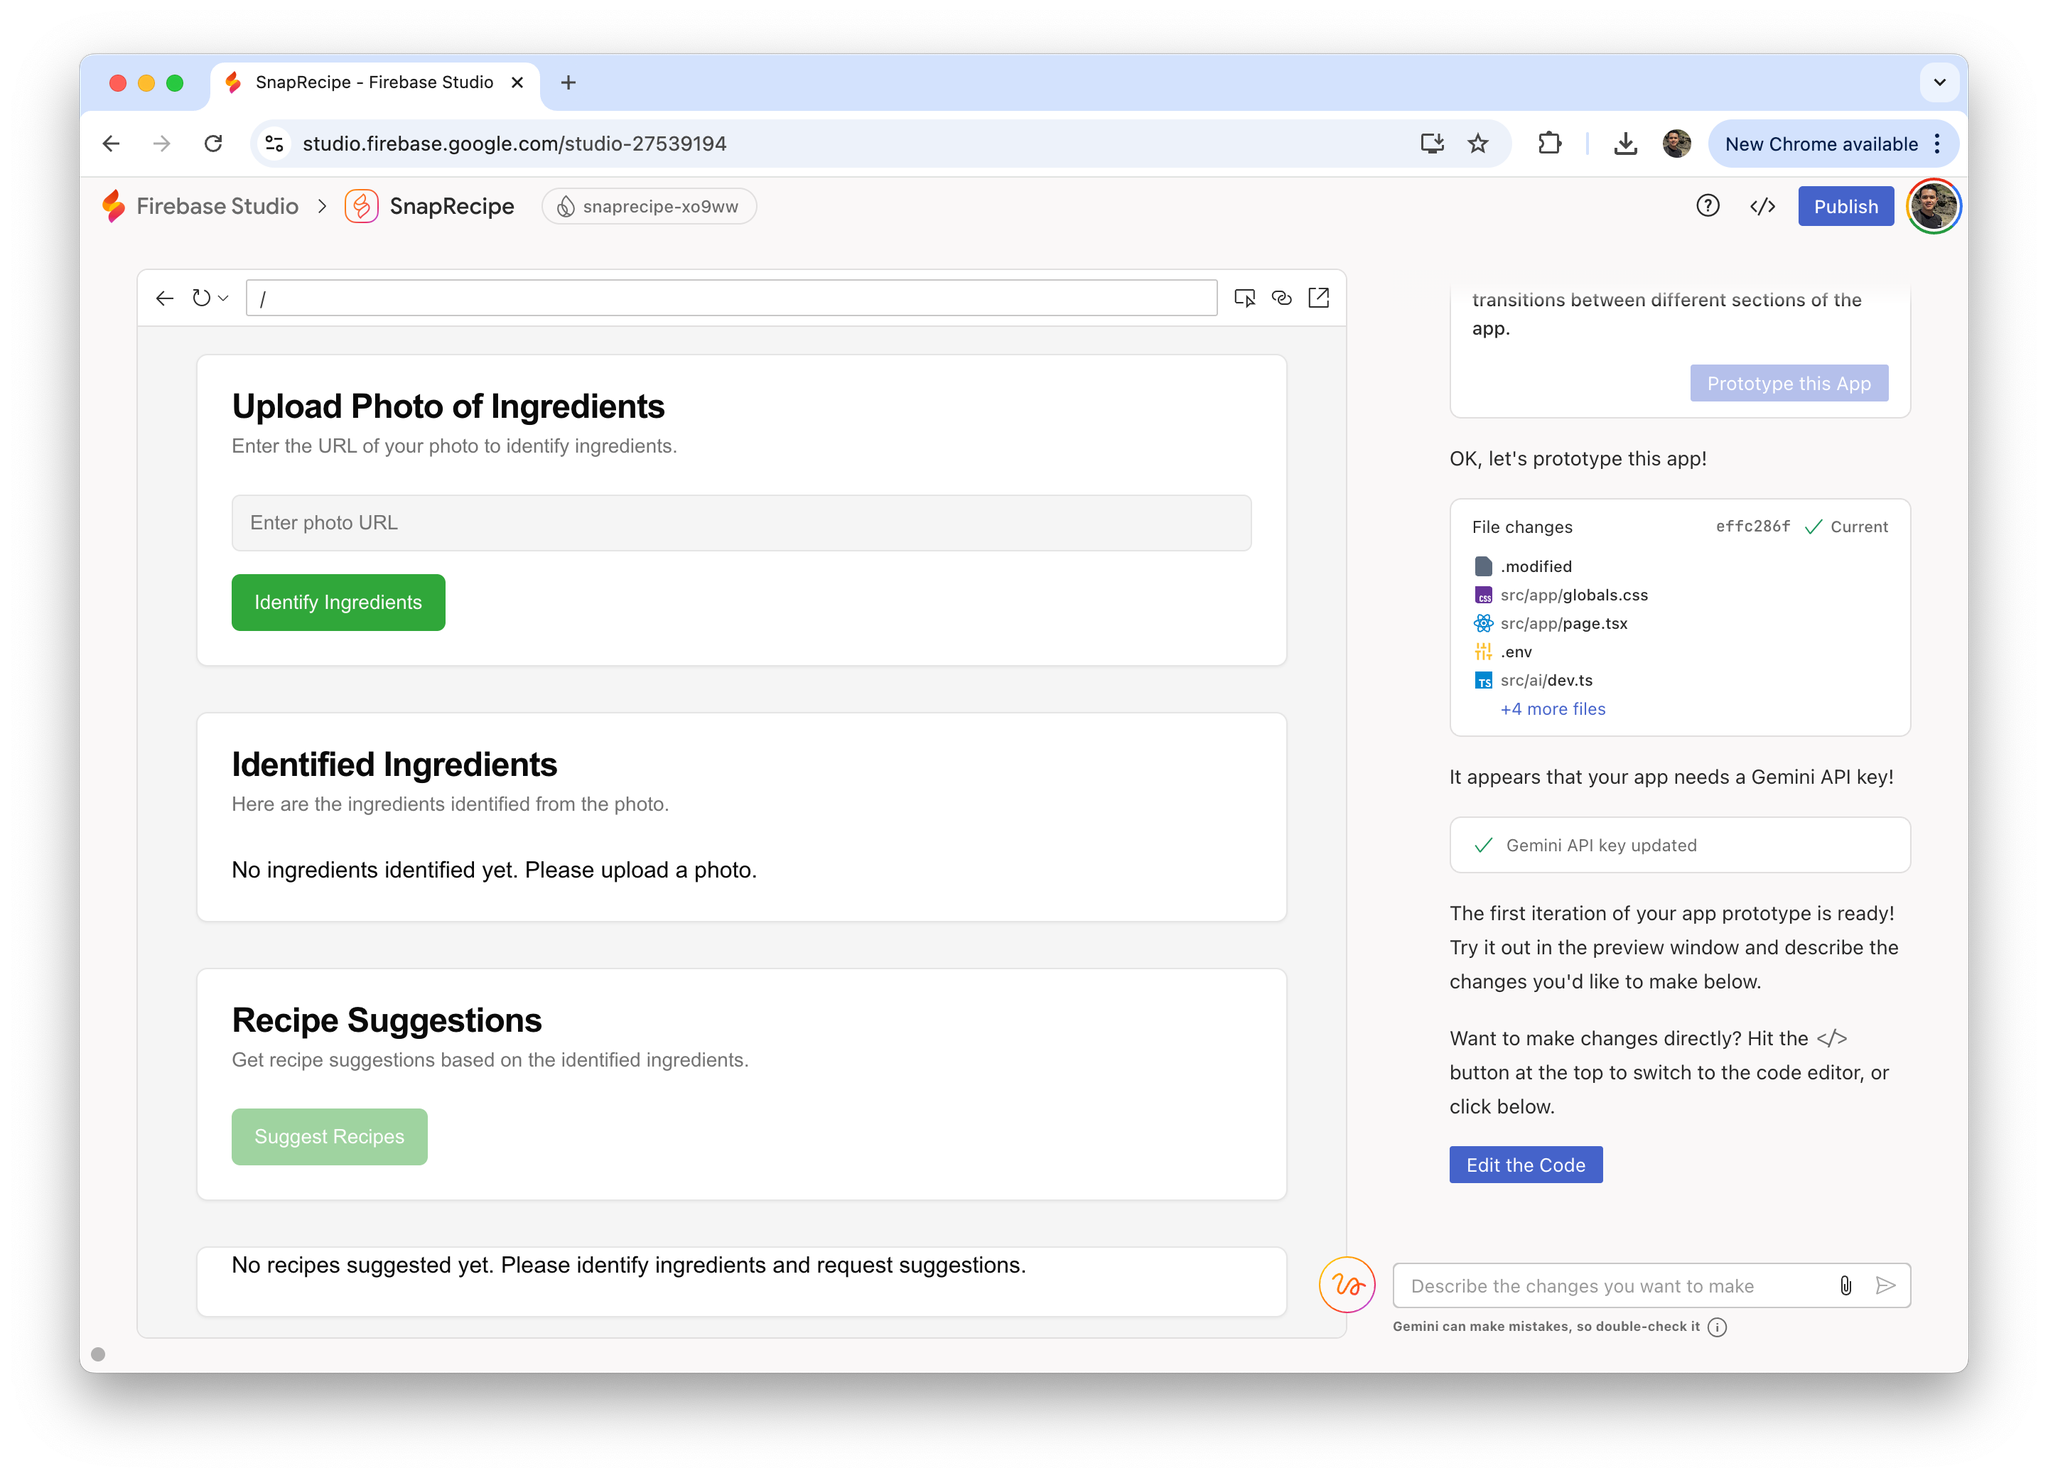 SnapRecipe - Firebase Studio
studio.firebase.google.com/studio-27539194
New Chrome available
Firebase Studio
SnapRecipe
snaprecipe-xo9ww
Publish
/
Upload Photo of Ingredients
Enter the URL of your photo to identify ingredients.
Enter photo URL
Identify Ingredients
Identified Ingredients
Here are the ingredients identified from the photo.
No ingredients identified yet. Please upload a photo.
Recipe Suggestions
Get recipe suggestions based on the identified ingredients.
Suggest Recipes
No recipes suggested yet. Please identify ingredients and request suggestions.
transitions between different sections of the
app.
Prototype this App
OK, let's prototype this app!
File changes
effc286f
Current
.modified
css
src/app/globals.css
src/app/page.tsx
.env
TS
src/ai/dev.ts
+4 more files
It appears that your app needs a Gemini API key!
Gemini API key updated
The first iteration of your app prototype is ready!
Try it out in the preview window and describe the
changes you'd like to make below.
Want to make changes directly? Hit the </>
button at the top to switch to the code editor, or
click below.
Edit the Code
Describe the changes you want to make
Gemini can make mistakes, so double-check it